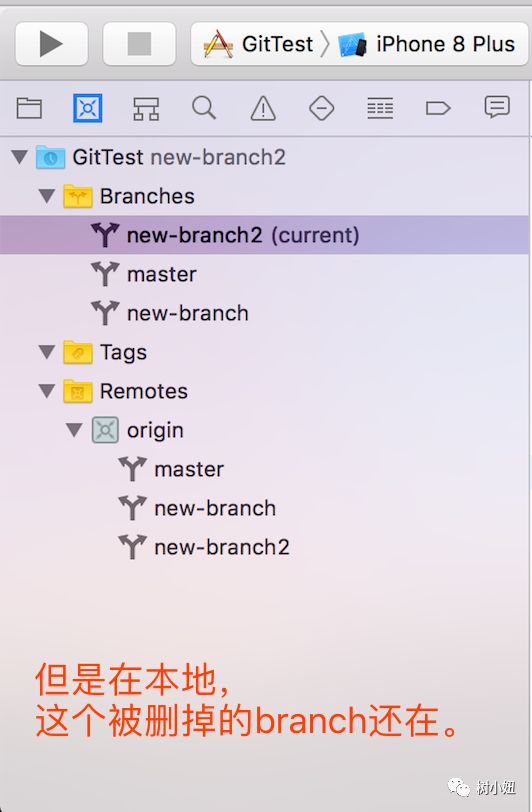 GitTest
iPhone 8 Plus
GitTest new-branch2
Branches
new-branch2 (current)
master
new-branch
Tags
Remotes
origin
master
new-branch
new-branch2
但是在本地，
这个被删掉的branch还在。
树小妞